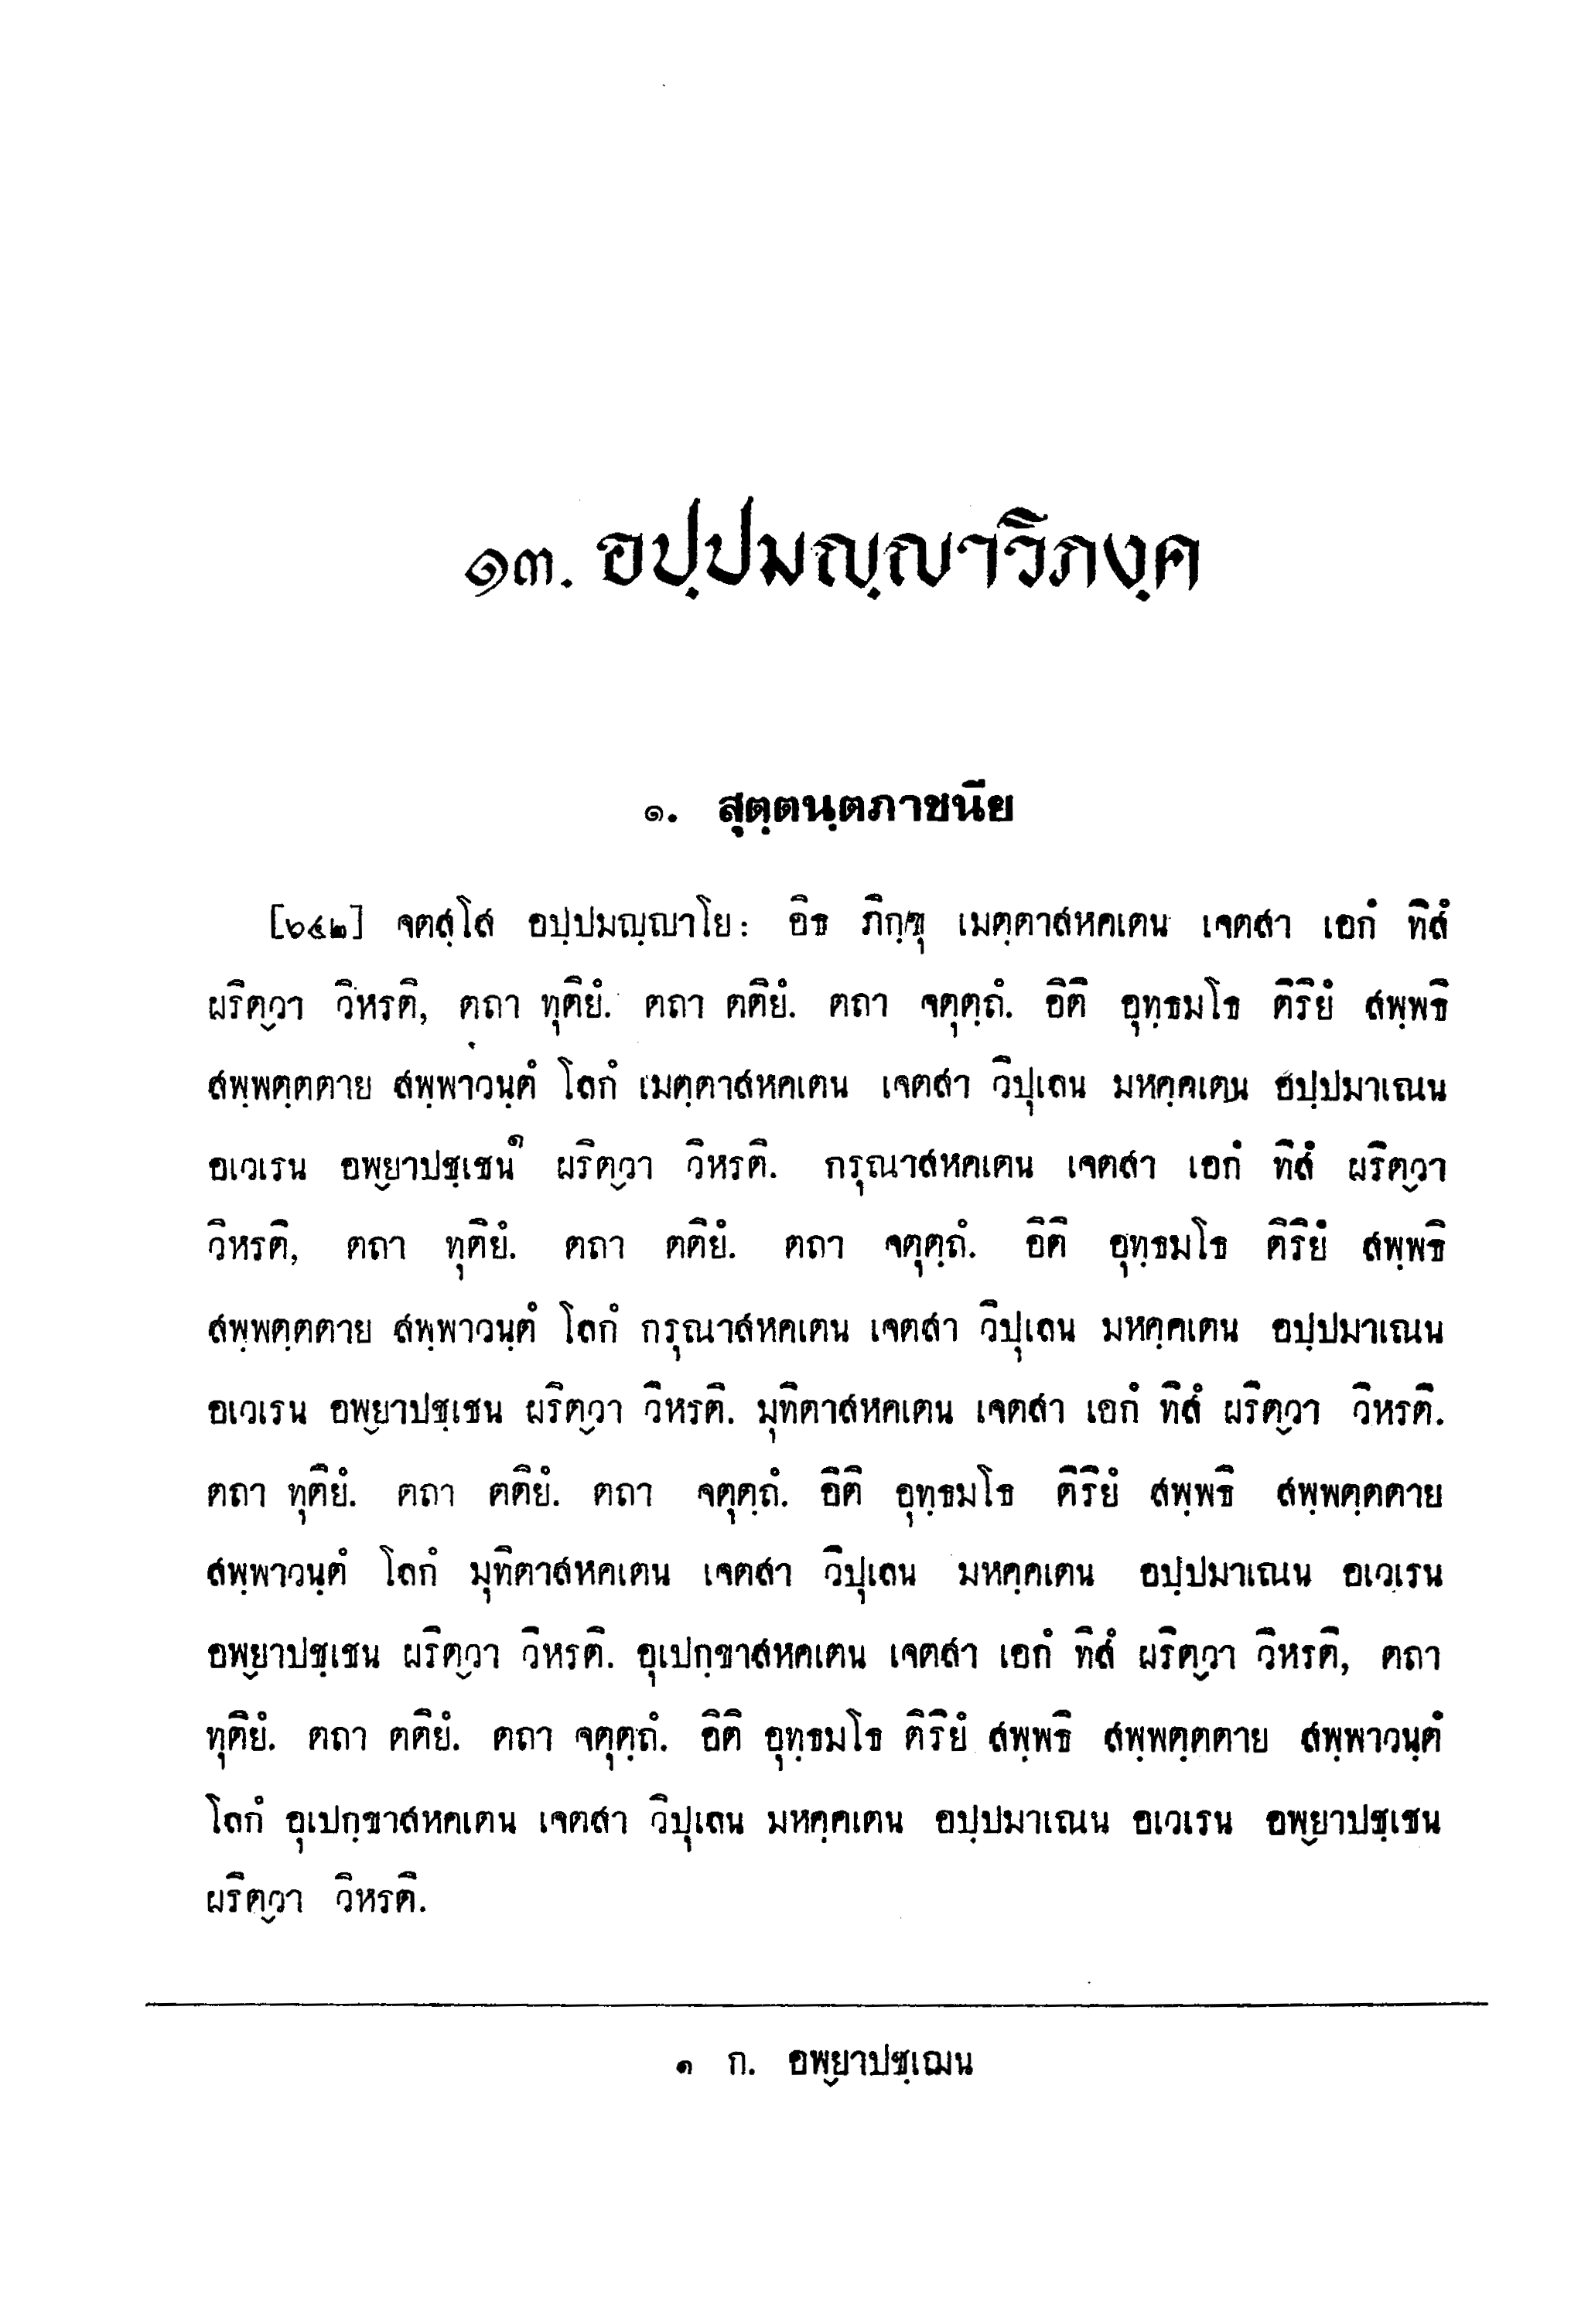 ๑๓. อปฺปมญฺญาวิภงฺค
๑. สุตฺตนฺตภาชนีย
[๖๔๒] จตสฺโส อปฺปมญฺญาโย: อิธ ภิกฺขุ เมตฺตาสหคเตน เจตสา เอกํ ทิสํ
ผริตฺวา วิหรติ, ตถา ทุติยํ. ตถา ตติยํ. ตถา จตุตฺถํ. อิติ อุทฺธมโธ ติริยํ สพฺพธิ
สพฺพตฺตตาย สพฺพาวนฺตํ โลกํ เมตฺตาสหคเตน เจตสา วิปุเลน มหคฺคเตน อปฺปมาเณน
อเวเรน อพฺยาปชฺเชน๑ ผริตฺวา วิหรติ. กรุณาสหคเตน เจตสา เอกํ ทิสํ ผริตฺวา
วิหรติ, ตถา ทุติยํ. ตถา ตติยํ. ตถา จตุตฺถํ. อิติ อุทฺธมโธ ติริยํ สพฺพธิ
สพฺพตฺตตาย สพฺพาวนฺตํ โลกํ กรุณาสหคเตน เจตสา วิปุเลน มหคฺคเตน อปฺปมาเณน
อเวเรน อพฺยาปชฺเชน ผริตฺวา วิหรติ. มุทิตาสหคเตน เจตสา เอกํ ทิสํ ผริตฺวา วิหรติ.
ตถา ทุติยํ. ตถา ตติยํ. ตถา จตุตฺถํ. อิติ อุทฺธมโธ ติริยํ สพฺพธิ สพฺพตฺตตาย
สพฺพาวนฺตํ โลกํ มุทิตาสหคเตน เจตสา วิปุเลน มหคฺคเตน อปฺปมาเณน อเวเรน
อพฺยาปชฺเชน ผริตฺวา วิหรติ. อุเปกฺขาสหคเตน เจตสา เอกํ ทิสํ ผริตฺวา วิหรติ, ตถา
ทุติยํ. ตถา ตติยํ. ตถา จตุตฺถํ. อิติ อุทฺธมโธ ติริยํ สพฺพธิ สพฺพตฺตตาย สพฺพาวนฺตํ
โลกํ อุเปกฺขาสหคเตน เจตสา วิปุเลน มหคฺคเตน อปฺปมาเณน อเวเรน อพฺยาปชฺเชน
ผริตฺวา วิหรติ.
๑ ก. อพฺยาปชฺเฌน